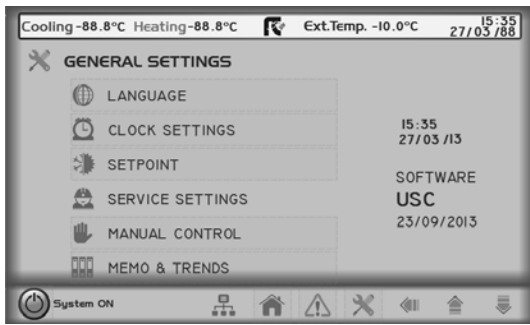 Cooling -88.8°C Heating-88.8°C Ext.Temp. -10.0°C 15:35
27/03/88
GENERAL SETTINGS
LANGUAGE
CLOCK SETTINGS
SETPOINT
SERVICE SETTINGS
MANUAL CONTROL
MEMO & TRENDS
15:35
27/03/13
SOFTWARE
USC
23/09/2013
System ON